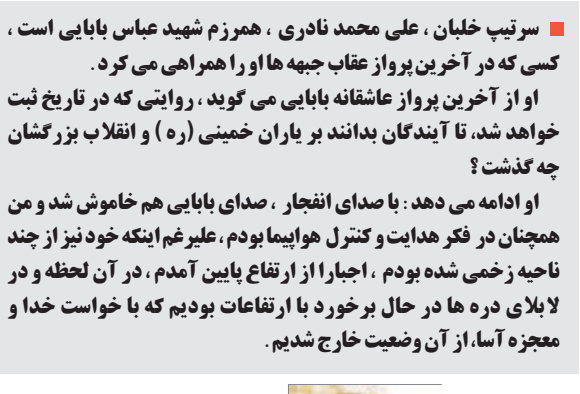 سرتیپ خلبان ، علی محمد نادری ، همرزم شهید عباس بابایی است ،
کسی که در آخرین پرواز عقاب جبهه ها او را همراهی می کرد .
او از آخرین پرواز عاشقانه بابایی می گوید ، روایتی که در تاریخ ثبت
خواهد شد، تا آیندگان بدانند بر یاران خمینی (ره ) و انقلاب بزرگشان
چه گذشت ؟
او ادامه می دهد : با صدای انفجار ، صدای بابایی هم خاموش شد و من
همچنان در فکر هدایت و کنترل هواپیما بودم ، علیرغم اینکه خود نیز از چند
ناحیه زخمی شده بودم ، اجبارا از ارتفاع پایین آمدم ، در آن لحظه و در
لابلای دره ها در حال برخورد با ارتفاعات بودیم که با خواست خدا و
معجزه آسا، از آن وضعیت خارج شدیم .